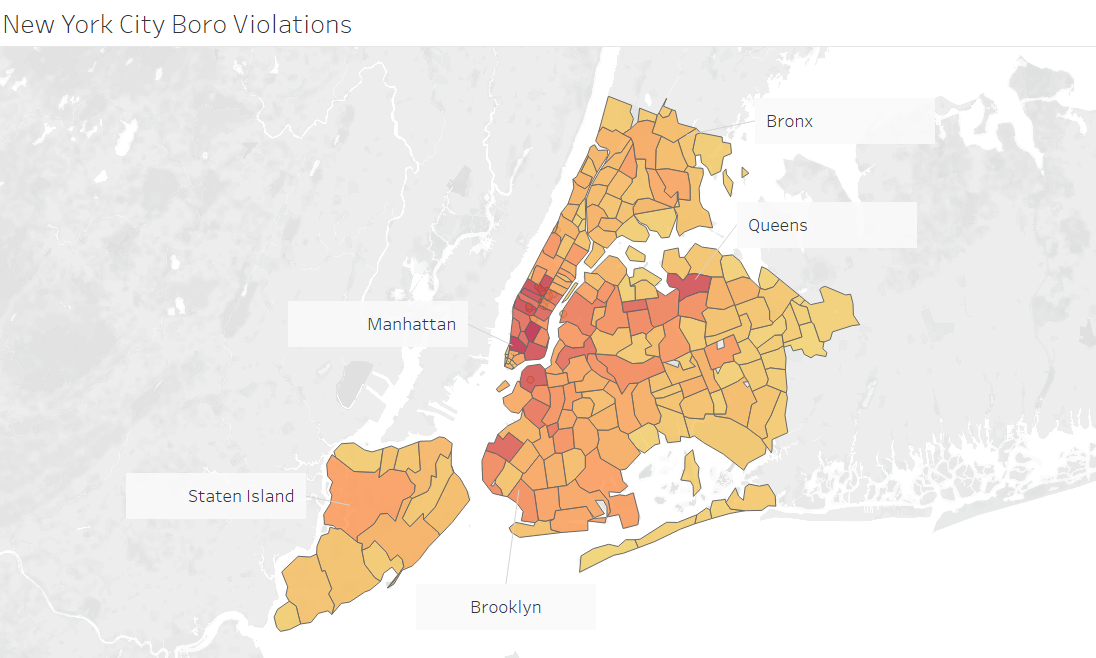 New York City Boro Violations
Bronx
Queens
Manhattan
Staten Island
Brooklyn